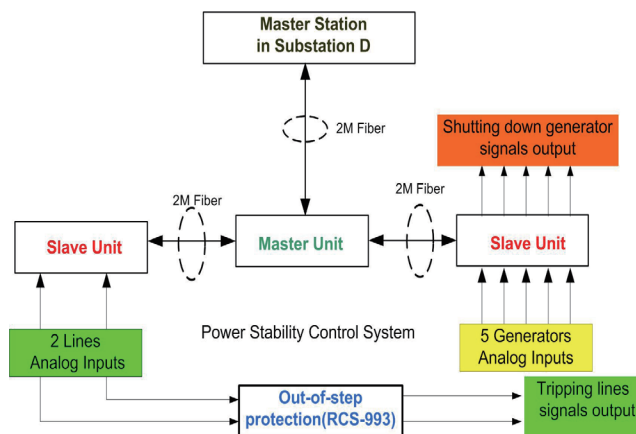 Master Station
in Substation D
2M Fiber
Shutting down generator
signals output
2M Fiber
2M Fiber
Slave Unit
Master Unit
Slave Unit
2 Lines
Analog Inputs
Power Stability Control System
5 Generators
Analog Inputs
Out-of-step
protection(RCS-993)
Tripping lines
signals output